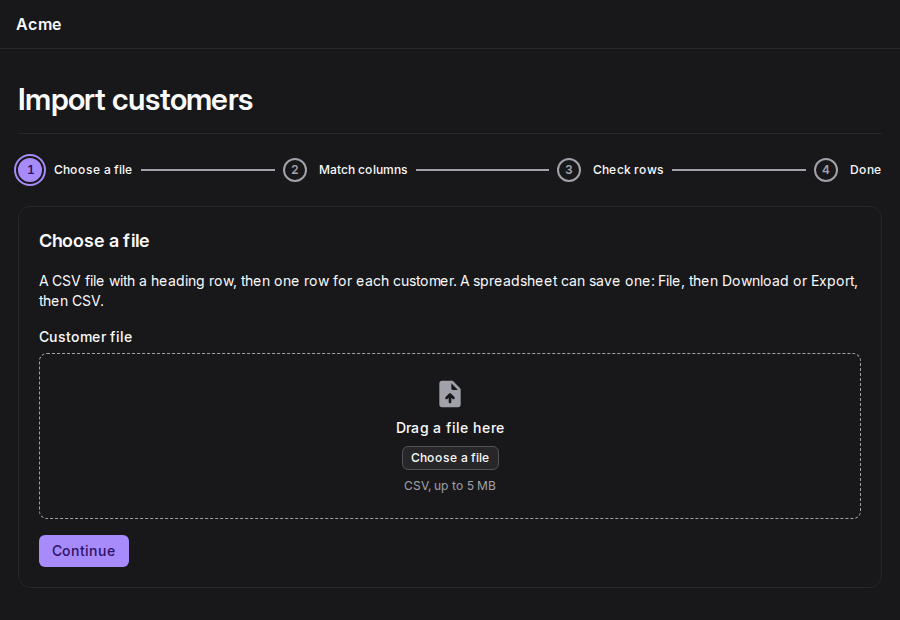 Acme
Import customers
1 Choose a file 2 Match columns 3 Check rows 4 Done
Choose a file
A CSV file with a heading row, then one row for each customer. A spreadsheet can save one: File, then Download or Export,
then CSV.
Customer file
Drag a file here
Choose a file
CSV, up to 5 MB
Continue